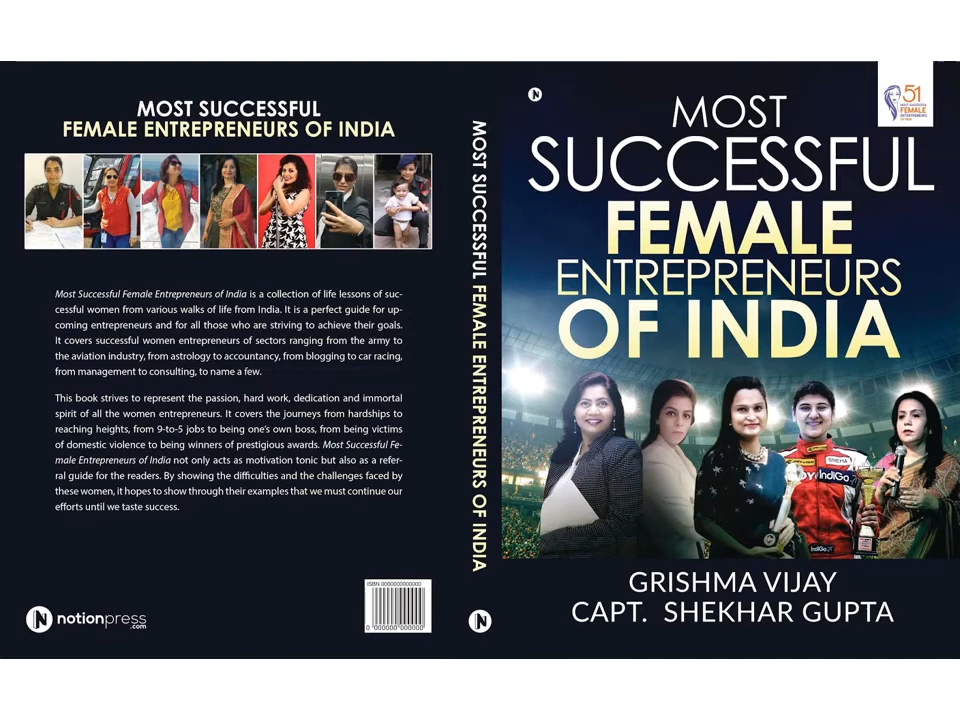 MOST SUCCESSFUL
FEMALE ENTREPRENEURS OF INDIA
Most Successful Female Entrepreneurs of India is a collection of life lessons of suc-
cessful women from various walks of life from India. It is a perfect guide for up-
coming entrepreneurs and for all those who are striving to achieve their goals.
It covers successful women entrepreneurs of sectors ranging from the army to
the aviation industry, from astrology to accountancy, from blogging to car racing,
from management to consulting, to name a few.
This book strives to represent the passion, hard work, dedication and immortal
spirit of all the women entrepreneurs. It covers the journeys from hardships to
reaching heights, from 9-to-5 jobs to being one's own boss, from being victims
of domestic violence to being winners of prestigious awards. Most Successful Fe-
male Entrepreneurs of India not only acts as motivation tonic but also as a refer-
ral guide for the readers. By showing the difficulties and the challenges faced by
these women, it hopes to show through their examples that we must continue our
efforts until we taste success.
N notionpress
.com
ISBN 0000000000000
0 000000 000000
MOST SUCCESSFUL FEMALE ENTREPRENEURS OF INDIA
N
N
51
MOST SUCCESSFUL
FEMALE
ENTREPRENEURS
OF INDIA
MOST
SUCCESSFUL
FEMALE
ENTREPRENEURS
OF INDIA
SNEHA
IndiGo
IndiGo
GRISHMA VIJAY
CAPT. SHEKHAR GUPTA